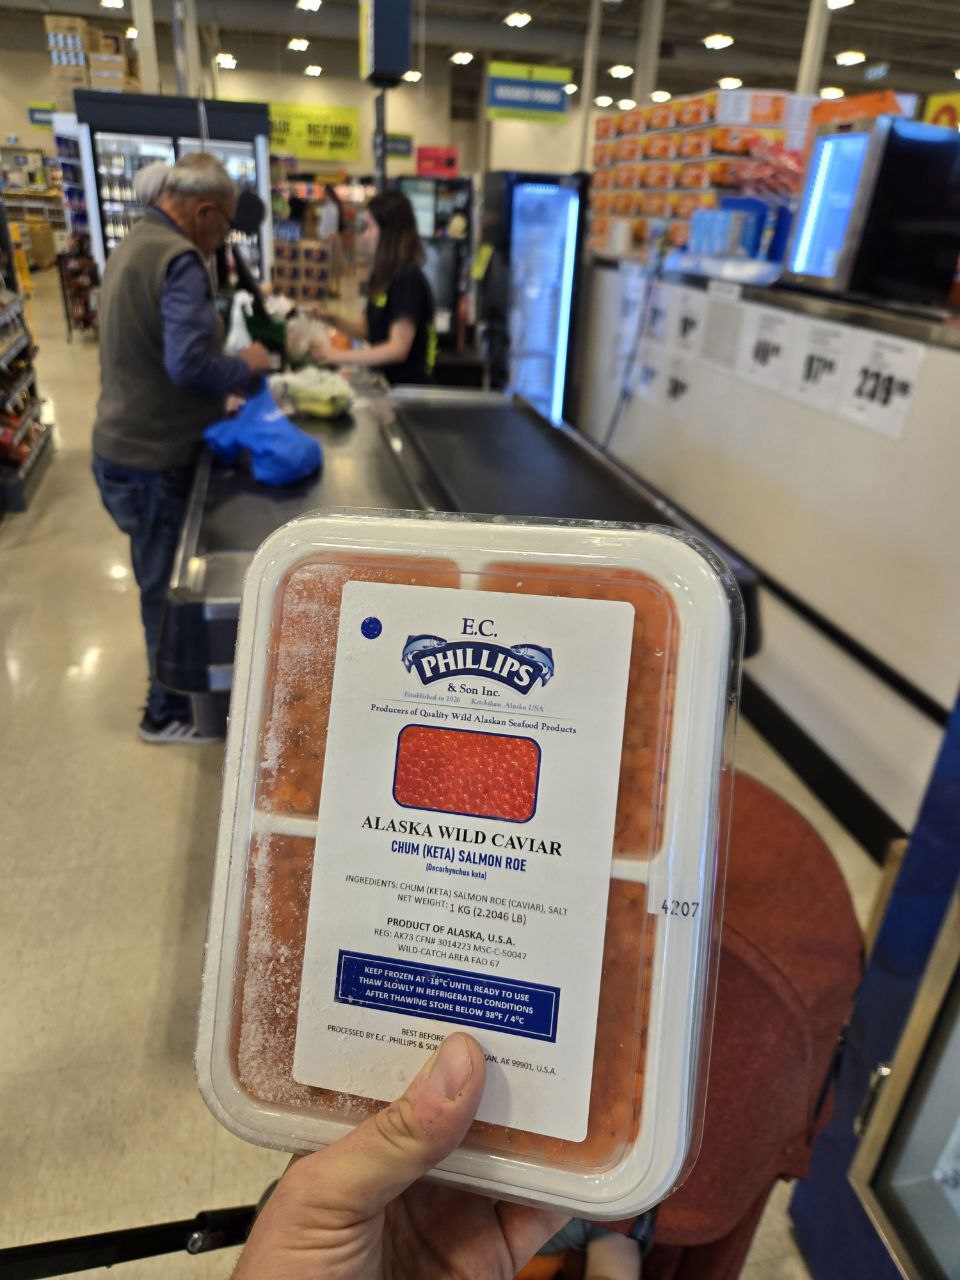 239
E.C.
PHILLIPS
& Son Inc.
Established in 1926 Ketchikan, Alaska USA
Producers of Quality Wild Alaskan Seafood Products
ALASKA WILD CAVIAR
CHUM (KETA) SALMON ROE
(Oncorhynchus keta)
INGREDIENTS: CHUM (KETA) SALMON ROE (CAVIAR), SALT
NET WEIGHT: 1 KG (2.2046 LB)
4207
PRODUCT OF ALASKA, U.S.A.
REG: AK73 CFN# 3014223 MSC-C-50047
WILD-CATCH AREA FAO 67
KEEP FROZEN AT -18°C UNTIL READY TO USE
THAW SLOWLY IN REFRIGERATED CONDITIONS
AFTER THAWING STORE BELOW 38°F / 4°C
BEST BEFORE
PROCESSED BY E.C. PHILLIPS & SON KAN, AK 99901, U.S.A.